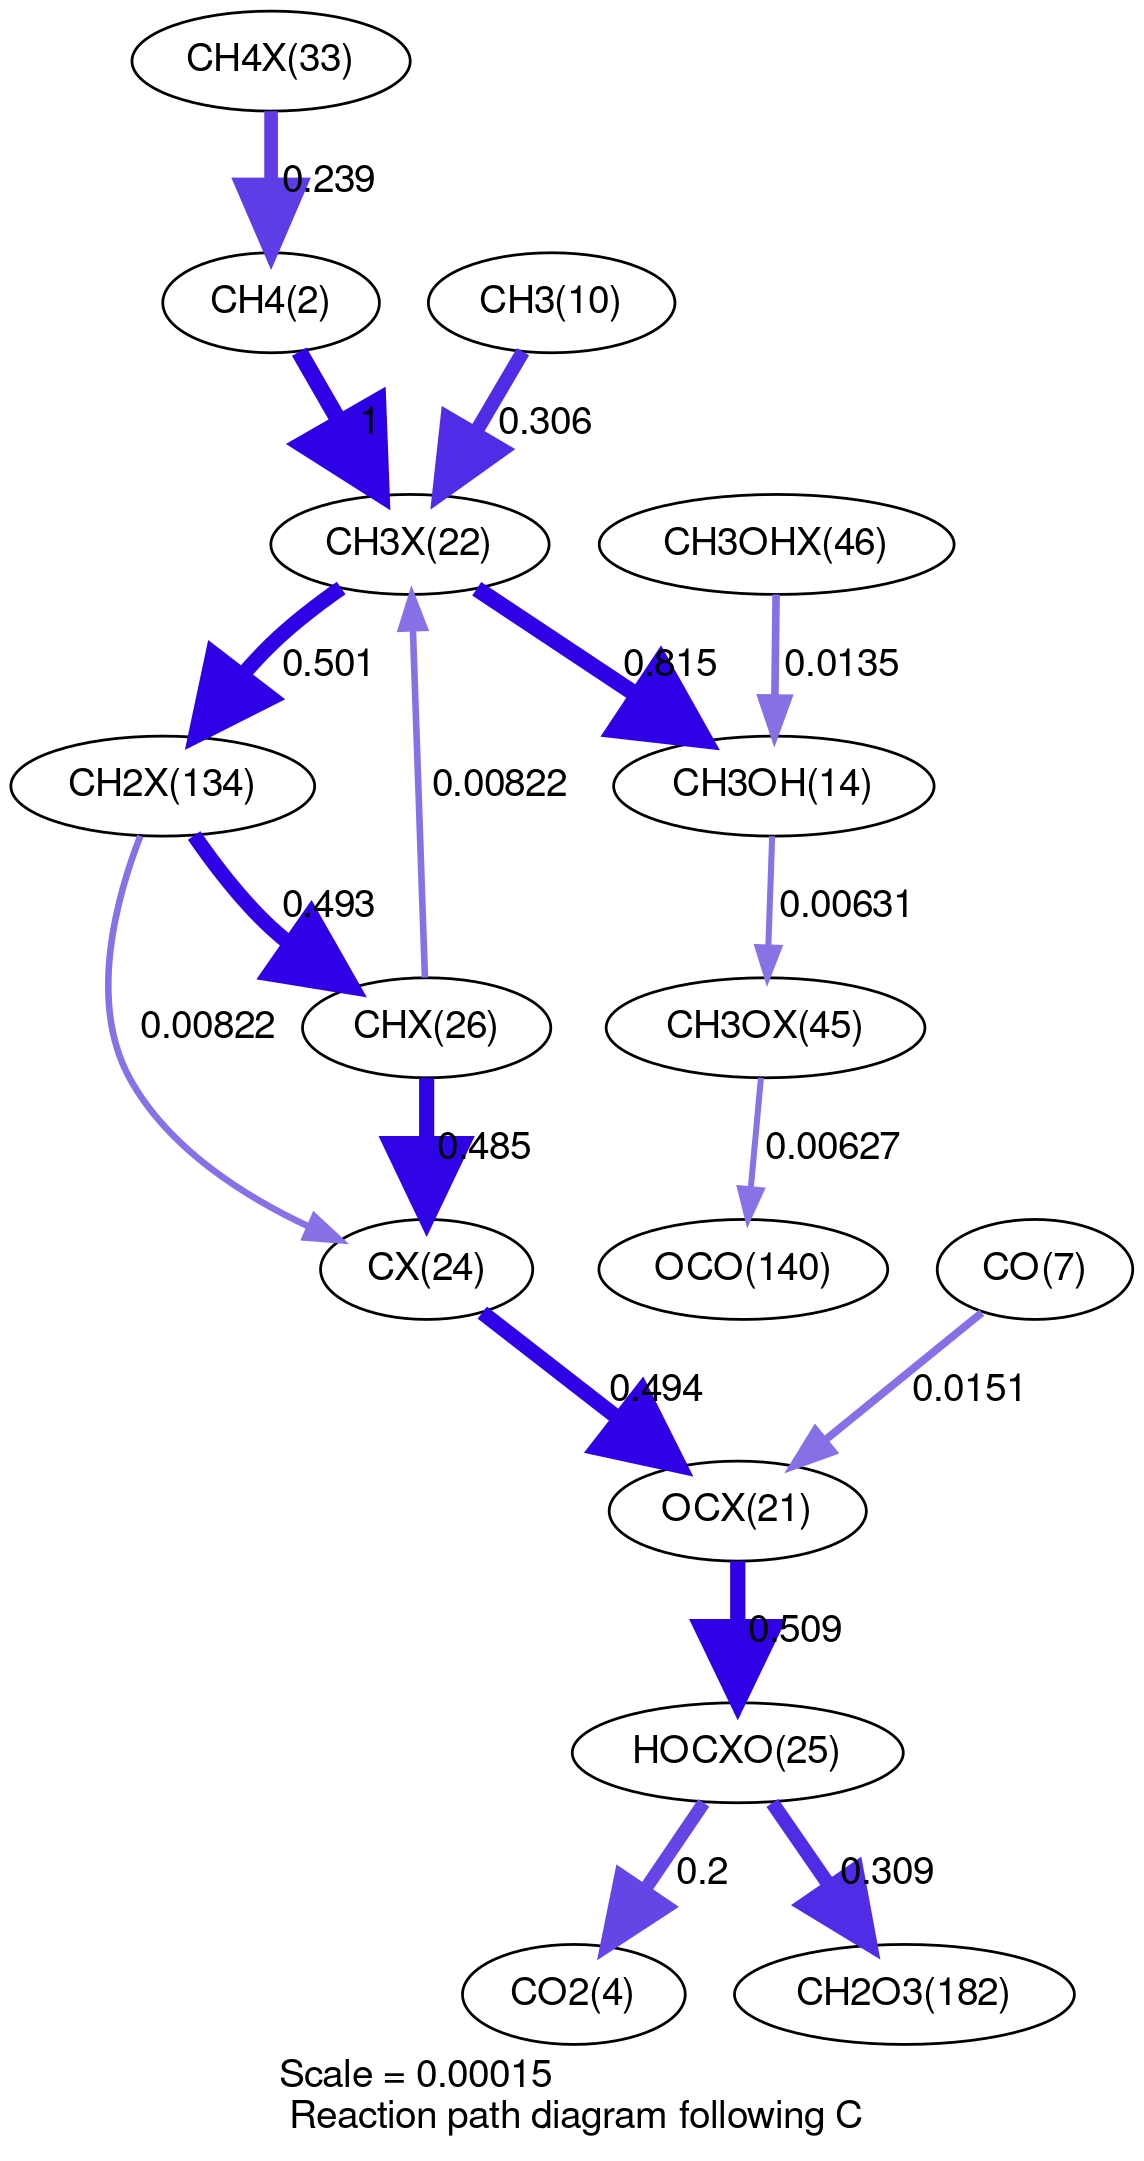 CH4X(33)
0.239
CH4(2)
CH3(10)
1
0.306
CH3X(22)
CH3OHX(46)
0.501
0.815
0.0135
CH2X(134)
0.00822
CH3OH(14)
0.493
0.00631
0.00822
CHX(26)
CH3OX(45)
0.485
0.00627
CX(24)
OCO(140)
CO(7)
0.494
0.0151
OCX(21)
0.509
HOCXO(25)
0.2
0.309
CO2(4)
CH2O3(182)
Scale = 0.00015
Reaction path diagram following C